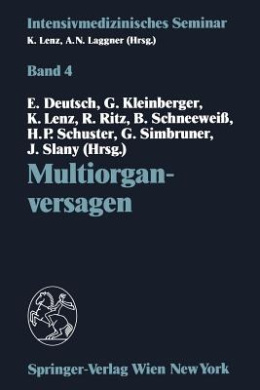 Intensivmedizinisches Seminar
K. Lenz, A.N. Laggner (Hrsg.)
Band 4
E. Deutsch, G. Kleinberger,
K. Lenz, R. Ritz, B. Schneeweiß,
H.P. Schuster, G. Simbruner,
J. Slany (Hrsg.)
Multiorgan-
versagen
Springer-Verlag Wien New York